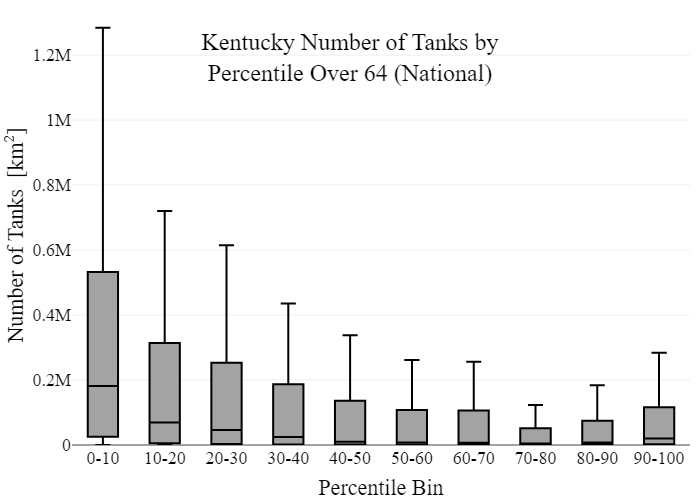 Kentucky Number of Tanks by
Percentile Over 64 (National)
Number of Tanks [km²]
1.2M
1M
0.8M
0.6M
0.4M
0.2M
0
0-10 10-20 20-30 30-40 40-50 50-60 60-70 70-80 80-90 90-100
Percentile Bin